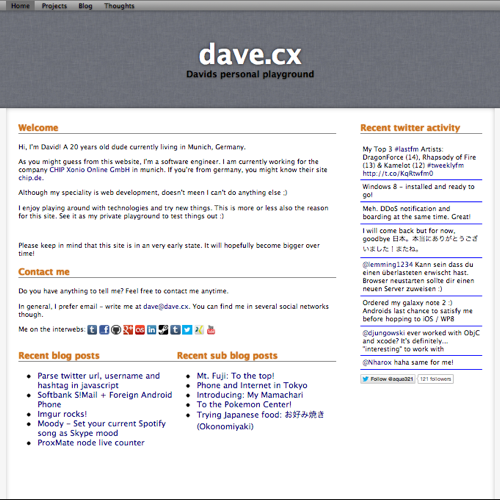 Home Projects Blog Thoughts
dave.cx
Davids personal playground
Welcome
Hi, I'm David! A 20 years old dude currently living in Munich, Germany.
As you might guess from this website, I'm a software engineer. I am currently working for the
company CHIP Xonio Online GmbH in munich. If you're from germany, you might know their site
chip.de.
Although my speciality is web development, doesn't mean I can't do anything else ;)
I enjoy playing around with technologies and try new things. This is more or less also the reason
for this site. See it as my private playground to test things out :)
Please keep in mind that this site is in an very early state. It will hopefully become bigger over
time!
Contact me
Do you have anything to tell me? Feel free to contact me anytime.
In general, I prefer email - write me at dave@dave.cx. You can find me in several social networks
though.
Me on the interwebs:
Recent blog posts
Parse twitter url, username and
hashtag in javascript
Softbank S!Mail + Foreign Android
Phone
Imgur rocks!
Moody - Set your current Spotify
song as Skype mood
ProxMate node live counter
Recent sub blog posts
Mt. Fuji: To the top!
Phone and Internet in Tokyo
Introducing: My Mamachari
To the Pokemon Center!
Trying Japanese food: お好み焼き
(Okonomiyaki)
Recent twitter activity
My Top 3 #lastfm Artists:
DragonForce (14), Rhapsody of Fire
(13) & Kamelot (12) #tweeklyfm
http://t.co/KqRtwfm0
Windows 8 - installed and ready to
go!
Meh. DDoS notification and
boarding at the same time. Great!
I will come back but for now,
goodbye 日本。本当にありがとうござ
いました！またね。
@lemming1234 Kann sein dass du
einen überlasteten erwischt hast.
Browser neustarten sollte dir einen
neuen Server zuweisen :)
Ordered my galaxy note 2 :)
Androids last chance to satisfy me
before hopping to iOS / WP8
@djungowski ever worked with ObjC
and xcode? It's definitely...
"interesting" to work with
@Nharox haha same for me!
Follow @aqua321 121 followers